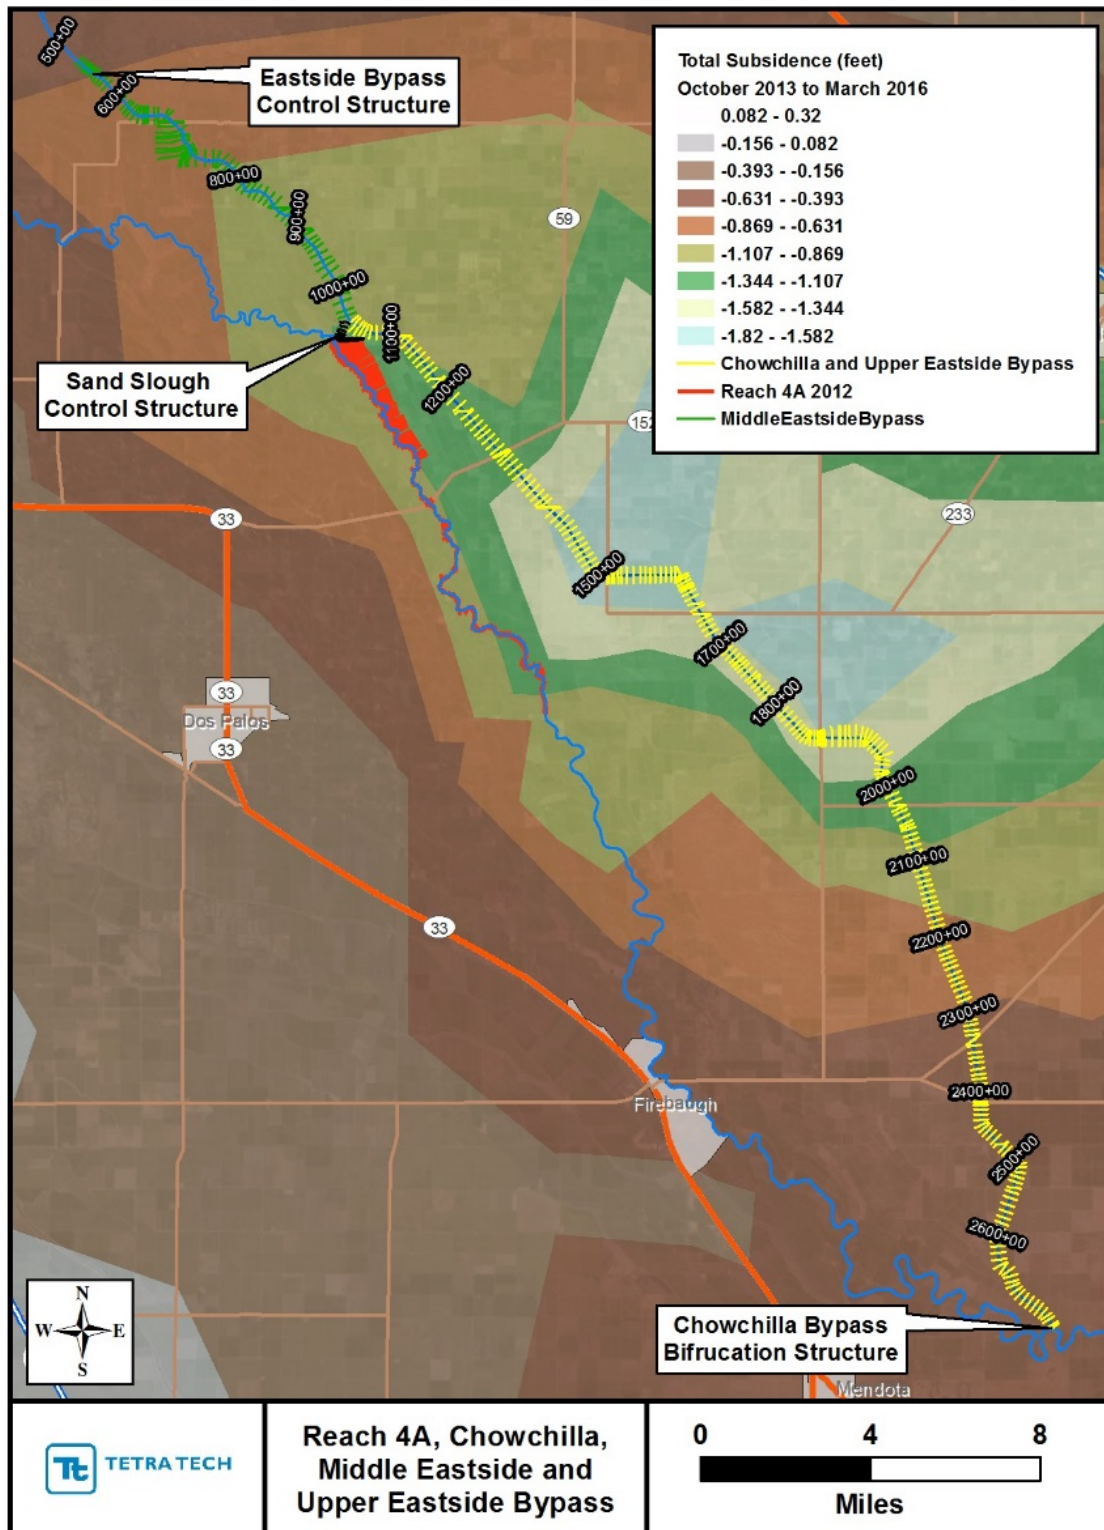 500+00
Eastside Bypass
Control Structure
600+00
800+00
900+00
1000+00
1100+00
1200+00
Sand Slough
Control Structure
59
Total Subsidence (feet)
October 2013 to March 2016
0.082 - 0.32
-0.156 - 0.082
-0.393 - -0.156
-0.631 - -0.393
-0.869 - -0.631
-1.107 - -0.869
-1.344 - -1.107
-1.582 - -1.344
-1.82 - -1.582
Chowchilla and Upper Eastside Bypass
Reach 4A 2012
MiddleEastsideBypass
152
233
33
1500+00
1700+00
33
Dos Palos
33
1800+00
2000+00
2100+00
33
2200+00
2300+00
2400+00
Firebaugh
2500+00
2600+00
N
W E
S
Chowchilla Bypass
Bifrucation Structure
Mendota
Tt TETRA TECH
Reach 4A, Chowchilla,
Middle Eastside and
Upper Eastside Bypass
0 4 8
Miles